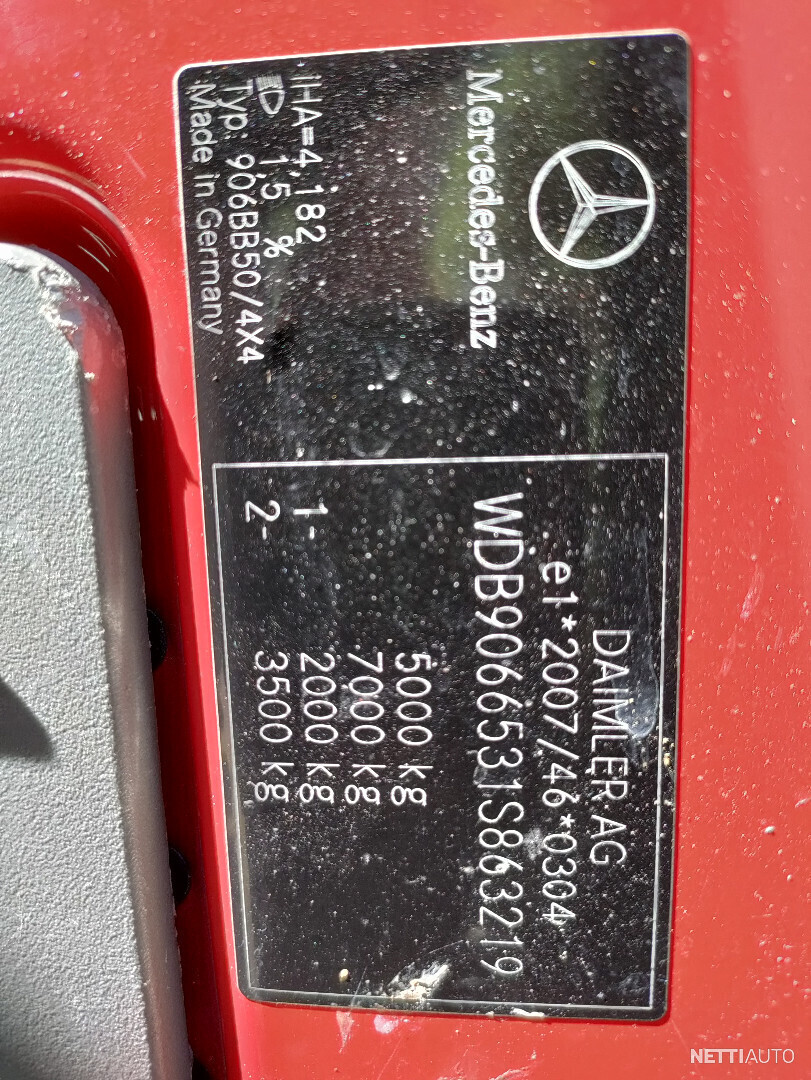 Mercedes-Benz
iHA=4,182
1,5 %
Typ: 906BB50/4X4
Made in Germany
DAIMLER AG
e1*2007/46*0304
WDB9066531S863219
5000 kg
7000 kg
1- 2000 kg
2- 3500 kg
NETTIAUTO